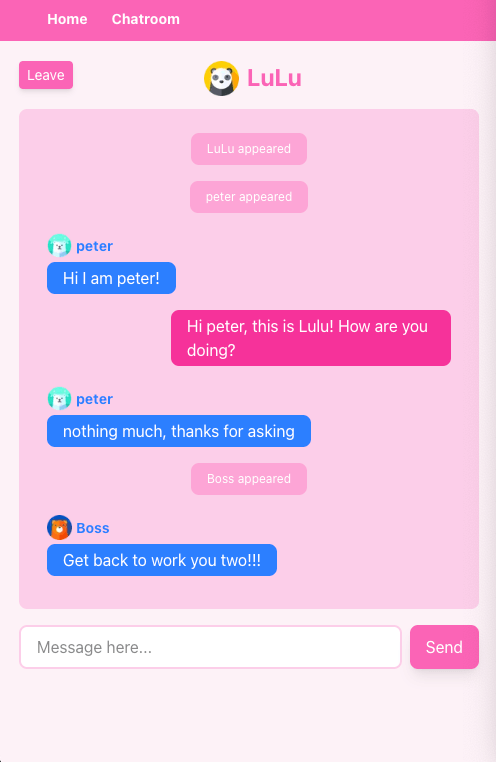 Home Chatroom
Leave
LuLu
LuLu appeared
peter appeared
peter
Hi I am peter!
Hi peter, this is Lulu! How are you
doing?
peter
nothing much, thanks for asking
Boss appeared
Boss
Get back to work you two!!!
Message here...
Send